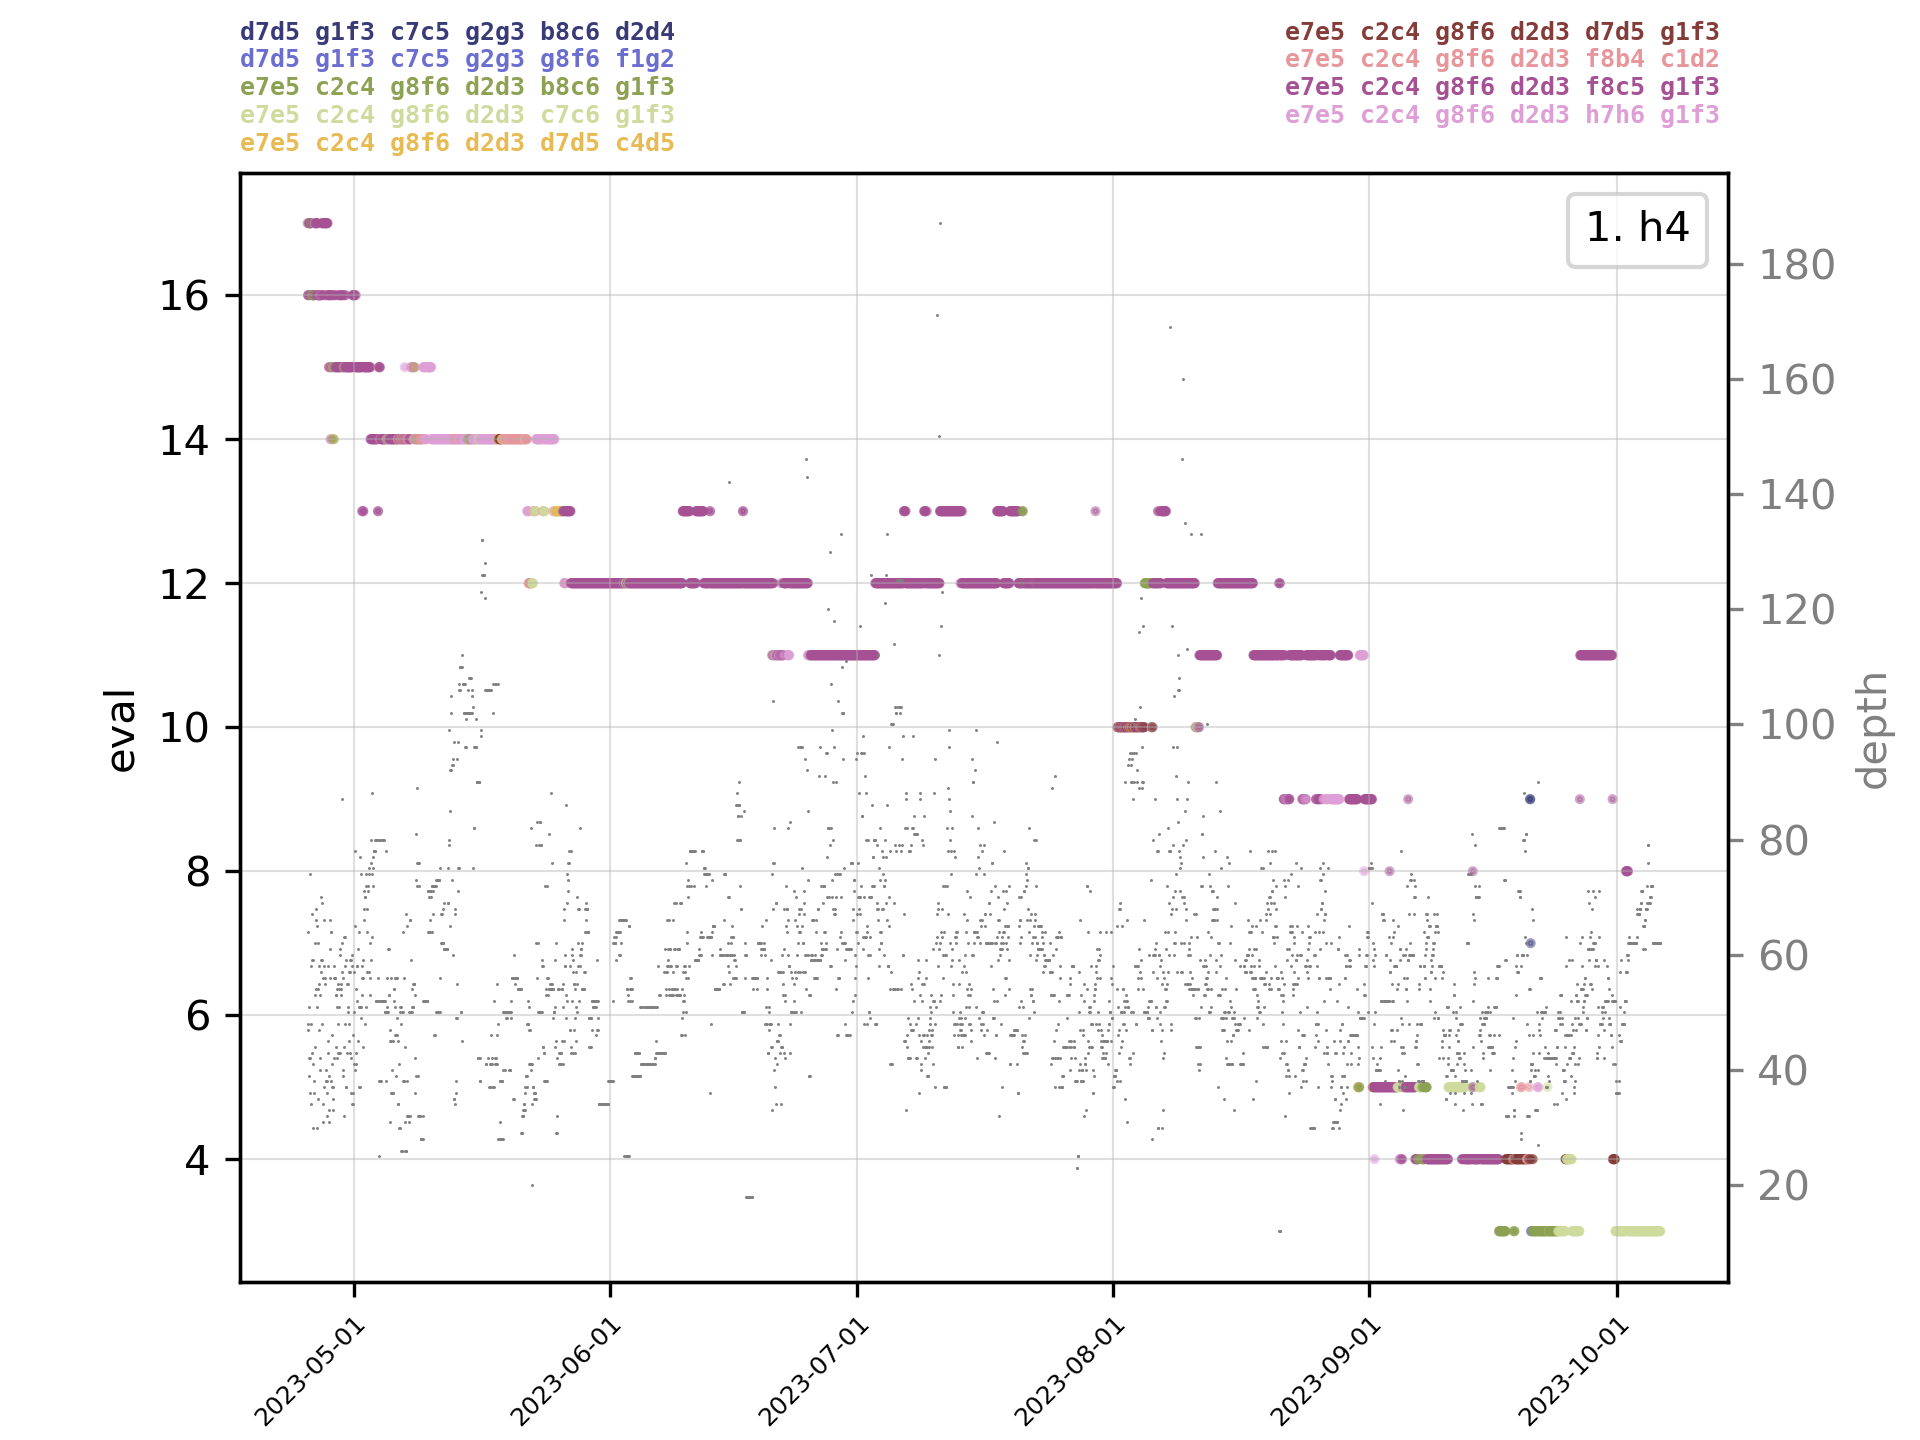 d7d5 g1f3 c7c5 g2g3 b8c6 d2d4
d7d5 g1f3 c7c5 g2g3 g8f6 f1g2
e7e5 c2c4 g8f6 d2d3 b8c6 g1f3
e7e5 c2c4 g8f6 d2d3 c7c6 g1f3
e7e5 c2c4 g8f6 d2d3 d7d5 c4d5
e7e5 c2c4 g8f6 d2d3 d7d5 g1f3
e7e5 c2c4 g8f6 d2d3 f8b4 c1d2
e7e5 c2c4 g8f6 d2d3 f8c5 g1f3
e7e5 c2c4 g8f6 d2d3 h7h6 g1f3
1. h4
eval
16
14
12
10
8
6
4
180
160
140
120
100
80
60
40
20
depth
2023-05-01
2023-06-01
2023-07-01
2023-08-01
2023-09-01
2023-10-01